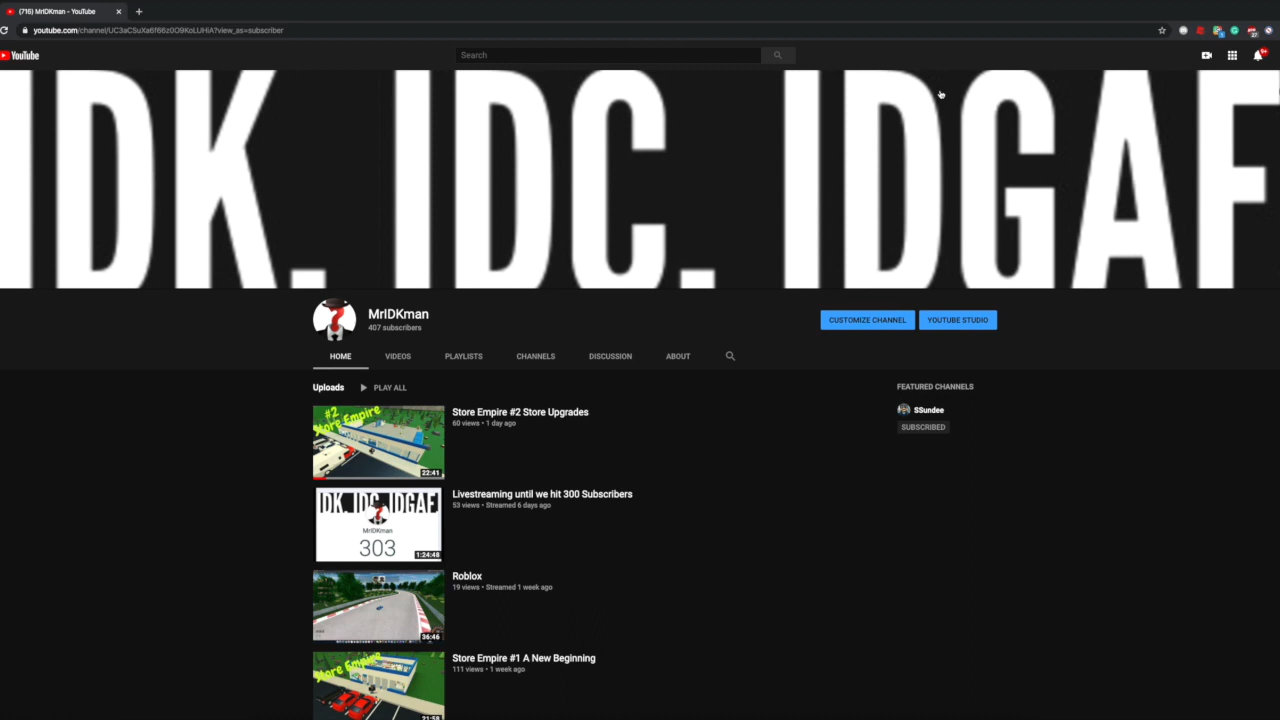 (716) MrIDKman - YouTube
youtube.com/channel/UC3aCSuXa6f66z0O9KoLUHiA?view_as=subscriber
YouTube
Search
9+
IDK. IDC. IDGAF
MrIDKman
407 subscribers
CUSTOMIZE CHANNEL
YOUTUBE STUDIO
HOME
VIDEOS
PLAYLISTS
CHANNELS
DISCUSSION
ABOUT
Uploads
PLAY ALL
FEATURED CHANNELS
SSundee
SUBSCRIBED
#2
Store Empire
22:41
Store Empire #2 Store Upgrades
60 views • 1 day ago
IDK. IDC. IDGAF
MrIDKman
303
1:24:48
Livestreaming until we hit 300 Subscribers
53 views • Streamed 6 days ago
36:46
Roblox
19 views • Streamed 1 week ago
Store Empire
21:58
Store Empire #1 A New Beginning
111 views • 1 week ago